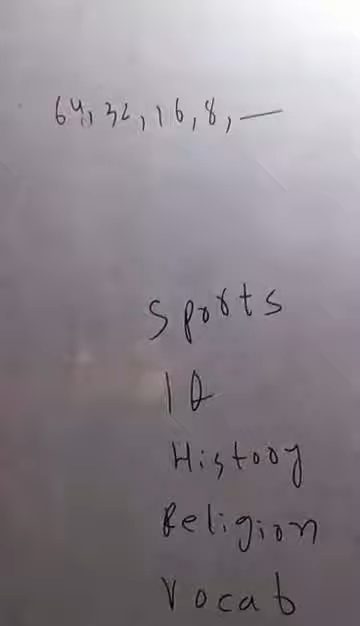 64, 32, 16, 8, —
Sports
IQ
History
Religion
Vocab